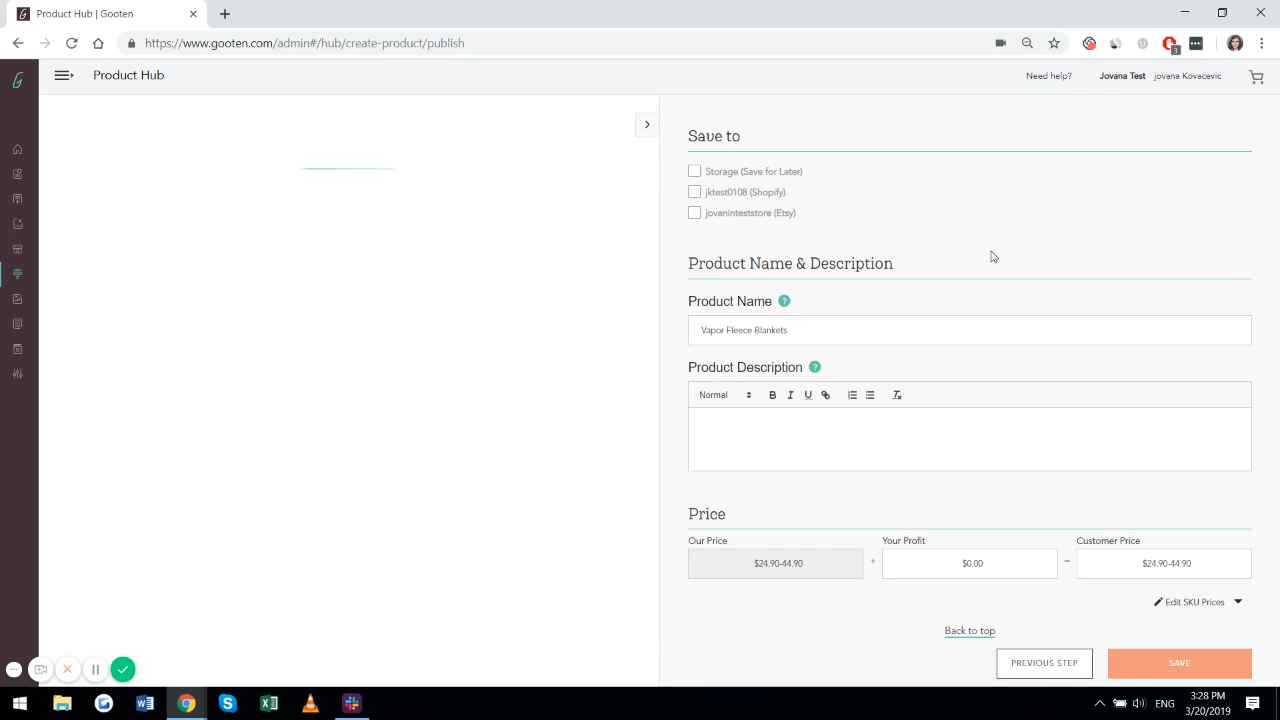 Product Hub | Gooten
https://www.gooten.com/admin#/hub/create-product/publish
3
Product Hub
Need help?
Jovana Test jovana Kovacevic
Save to
Storage (Save for Later)
jktest0108 (Shopify)
jovaninteststore (Etsy)
Product Name & Description
Product Name ?
Vapor Fleece Blankets
Product Description ?
Normal B I U
Price
Our Price Your Profit Customer Price
$24.90-44.90 + $0.00 = $24.90-44.90
Edit SKU Prices
Back to top
PREVIOUS STEP SAVE
ENG
3:28 PM
3/20/2019